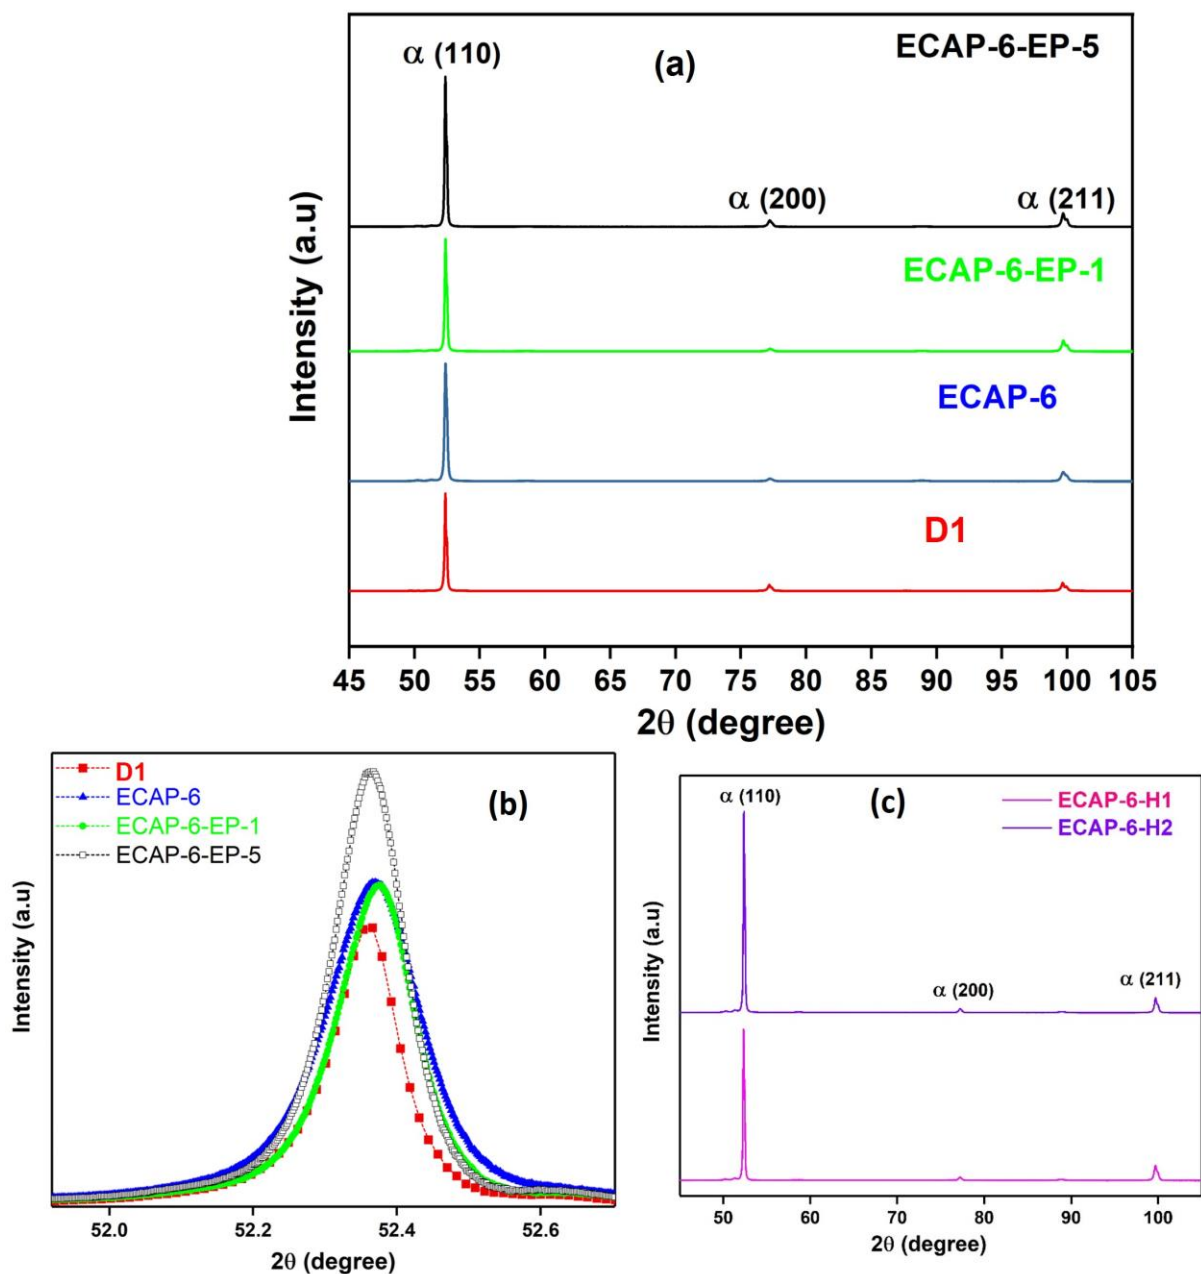 (a)
ECAP-6-EP-5
α (110)
α (200)
α (211)
ECAP-6-EP-1
ECAP-6
D1
Intensity (a.u)
45 50 55 60 65 70 75 80 85 90 95 100 105
2θ (degree)
D1
ECAP-6
ECAP-6-EP-1
ECAP-6-EP-5
(b)
Intensity (a.u)
52.0 52.2 52.4 52.6
2θ (degree)
α (110)
(c)
ECAP-6-H1
ECAP-6-H2
α (200)
α (211)
Intensity (a.u)
50 60 70 80 90 100
2θ (degree)